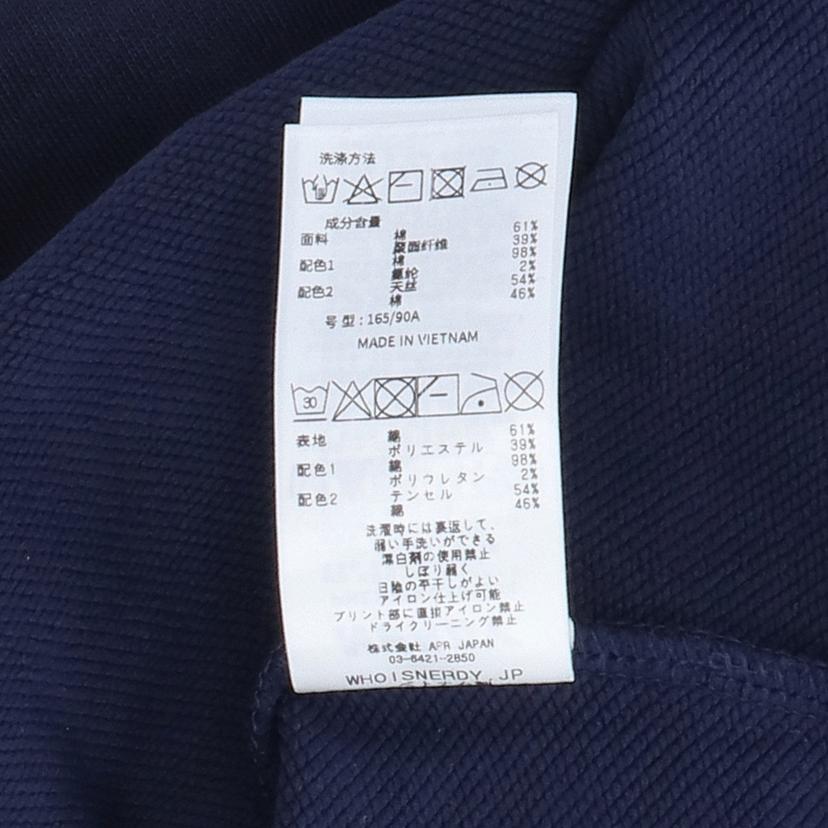 洗涤方法
成分含量
面料 棉 61%
聚酯纤维 39%
配色1 棉 98%
氨纶 2%
配色2 天丝 54%
棉 46%
号型:165/90A
MADE IN VIETNAM
30
表地 綿 61%
ポリエステル 39%
配色1 綿 98%
ポリウレタン 2%
配色2 テンセル 54%
綿 46%
洗濯時には裏返して、
弱い手洗いができる
漂白剤の使用禁止
しぼり弱く
日陰の平干しがよい
アイロン仕上げ可能
プリント部に直接アイロン禁止
ドライクリーニング禁止
株式会社 APR JAPAN
03-6421-2850
WHOISNERDY.JP